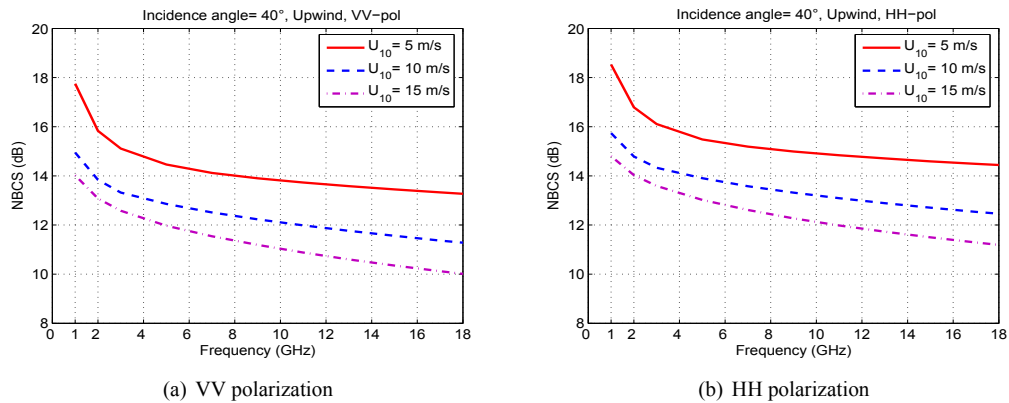 Incidence angle= 40°, Upwind, VV−pol
20
18
16
14
12
10
8
NBCS (dB)
0 1 2 4 6 8 10 12 14 16 18
Frequency (GHz)
U10= 5 m/s
U10= 10 m/s
U10= 15 m/s
(a) VV polarization
Incidence angle= 40°, Upwind, HH−pol
20
18
16
14
12
10
8
NBCS (dB)
0 1 2 4 6 8 10 12 14 16 18
Frequency (GHz)
U10= 5 m/s
U10= 10 m/s
U10= 15 m/s
(b) HH polarization